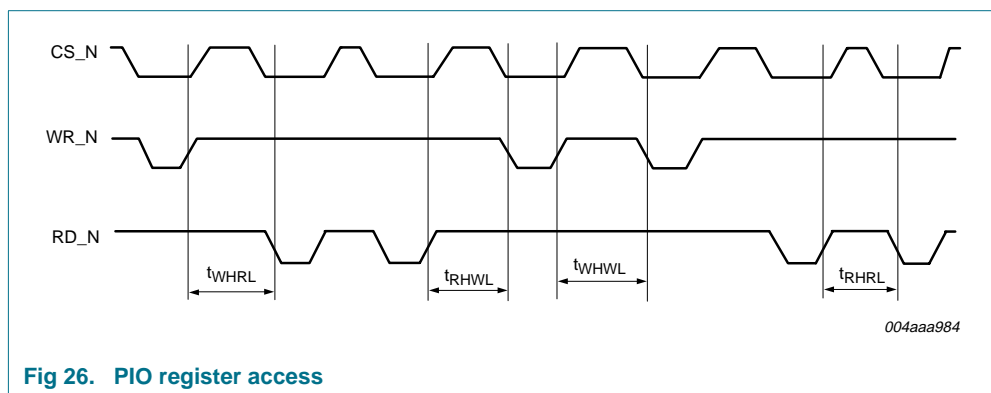 CS_N
WR_N
RD_N
tWHRL
tRHWL
tWHWL
tRHRL
004aaa984
Fig 26. PIO register access